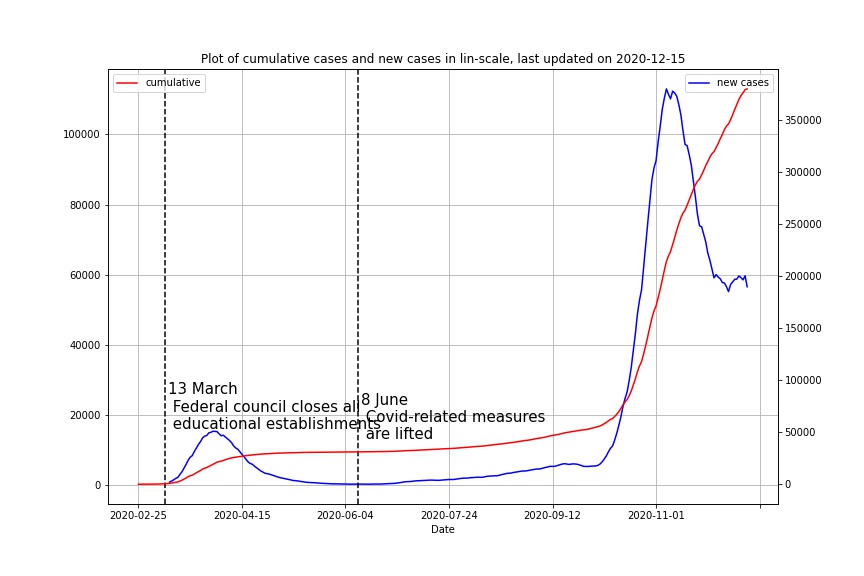 Plot of cumulative cases and new cases in lin-scale, last updated on 2020-12-15
cumulative
new cases
100000
80000
60000
40000
20000
0
350000
300000
250000
200000
150000
100000
50000
0
13 March
Federal council closes all
educational establishments
8 June
Covid-related measures
are lifted
2020-02-25
2020-04-15
2020-06-04
2020-07-24
2020-09-12
2020-11-01
Date